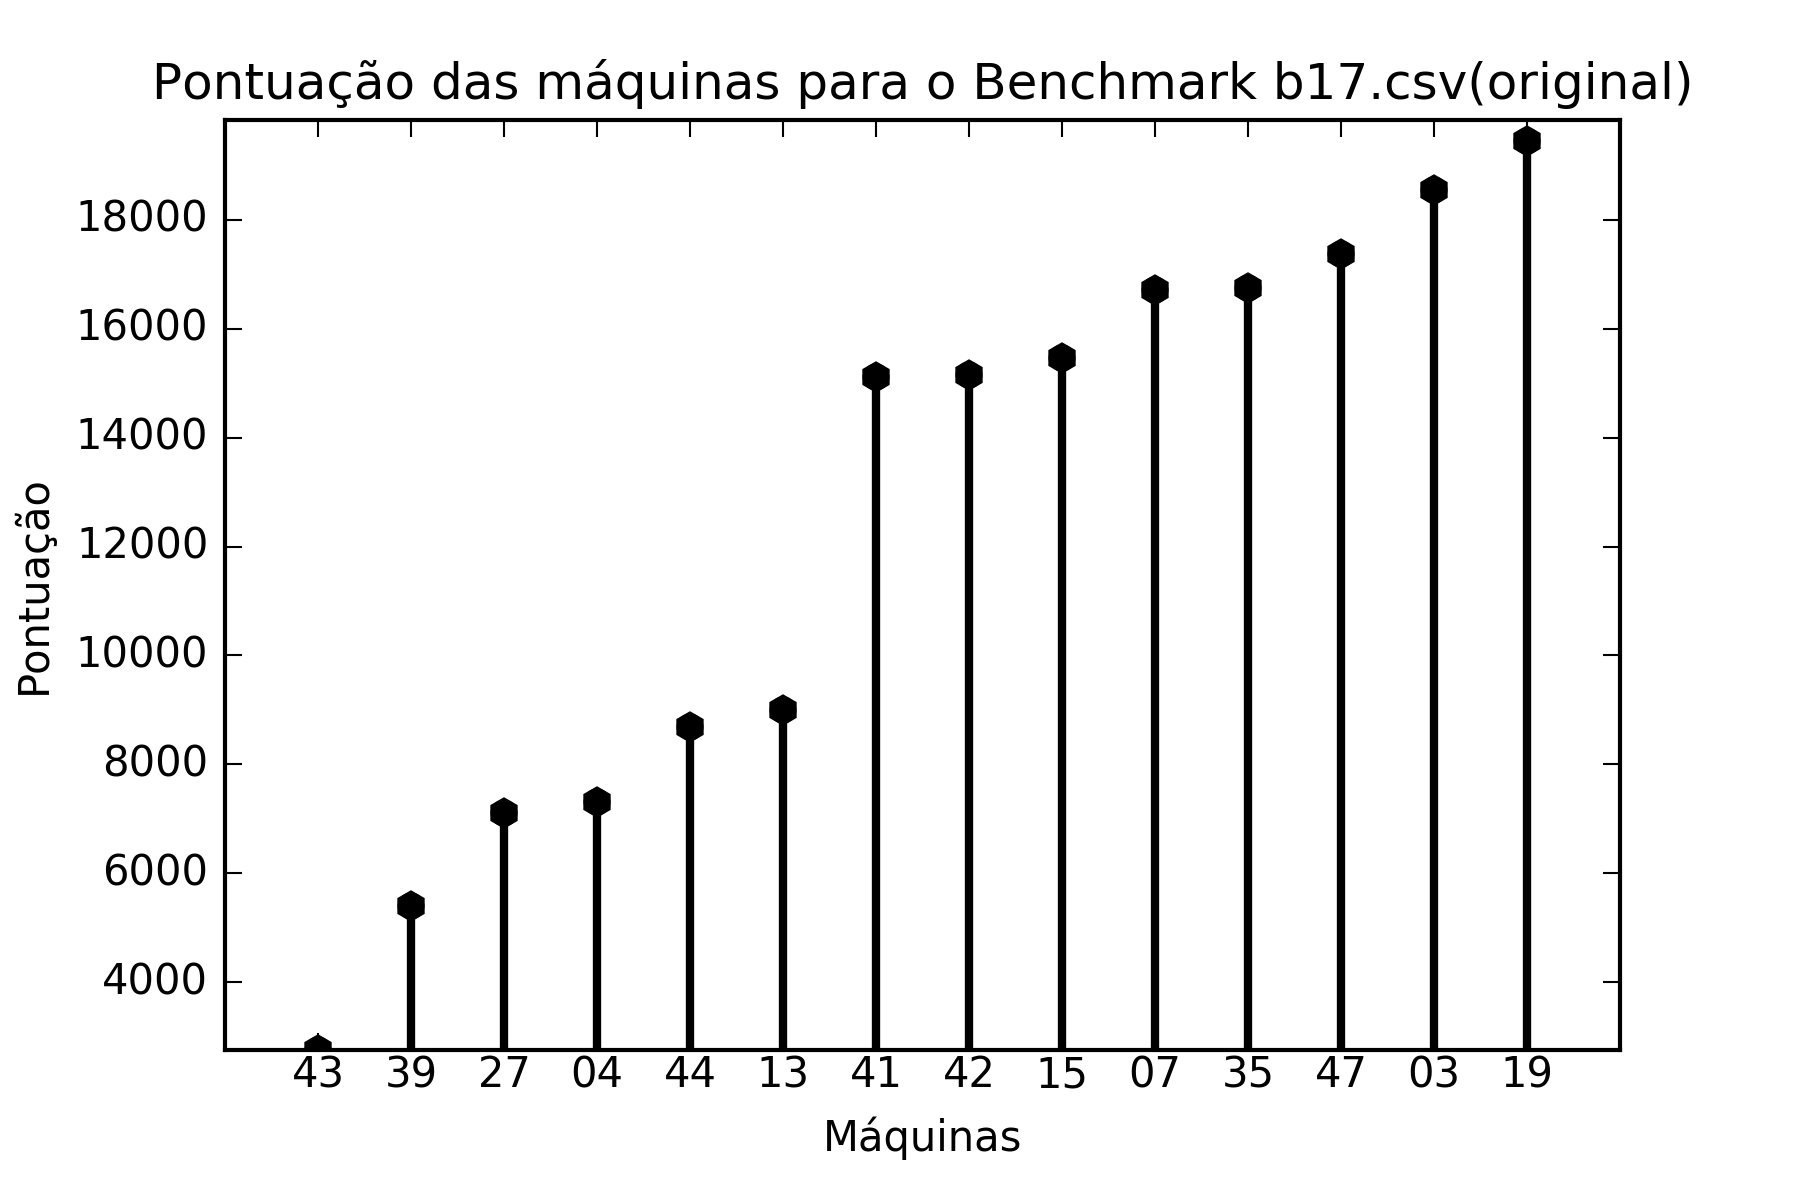 Pontuação das máquinas para o Benchmark b17.csv(original)
18000
16000
14000
12000
10000
8000
6000
4000
Pontuação
43 39 27 04 44 13 41 42 15 07 35 47 03 19
Máquinas